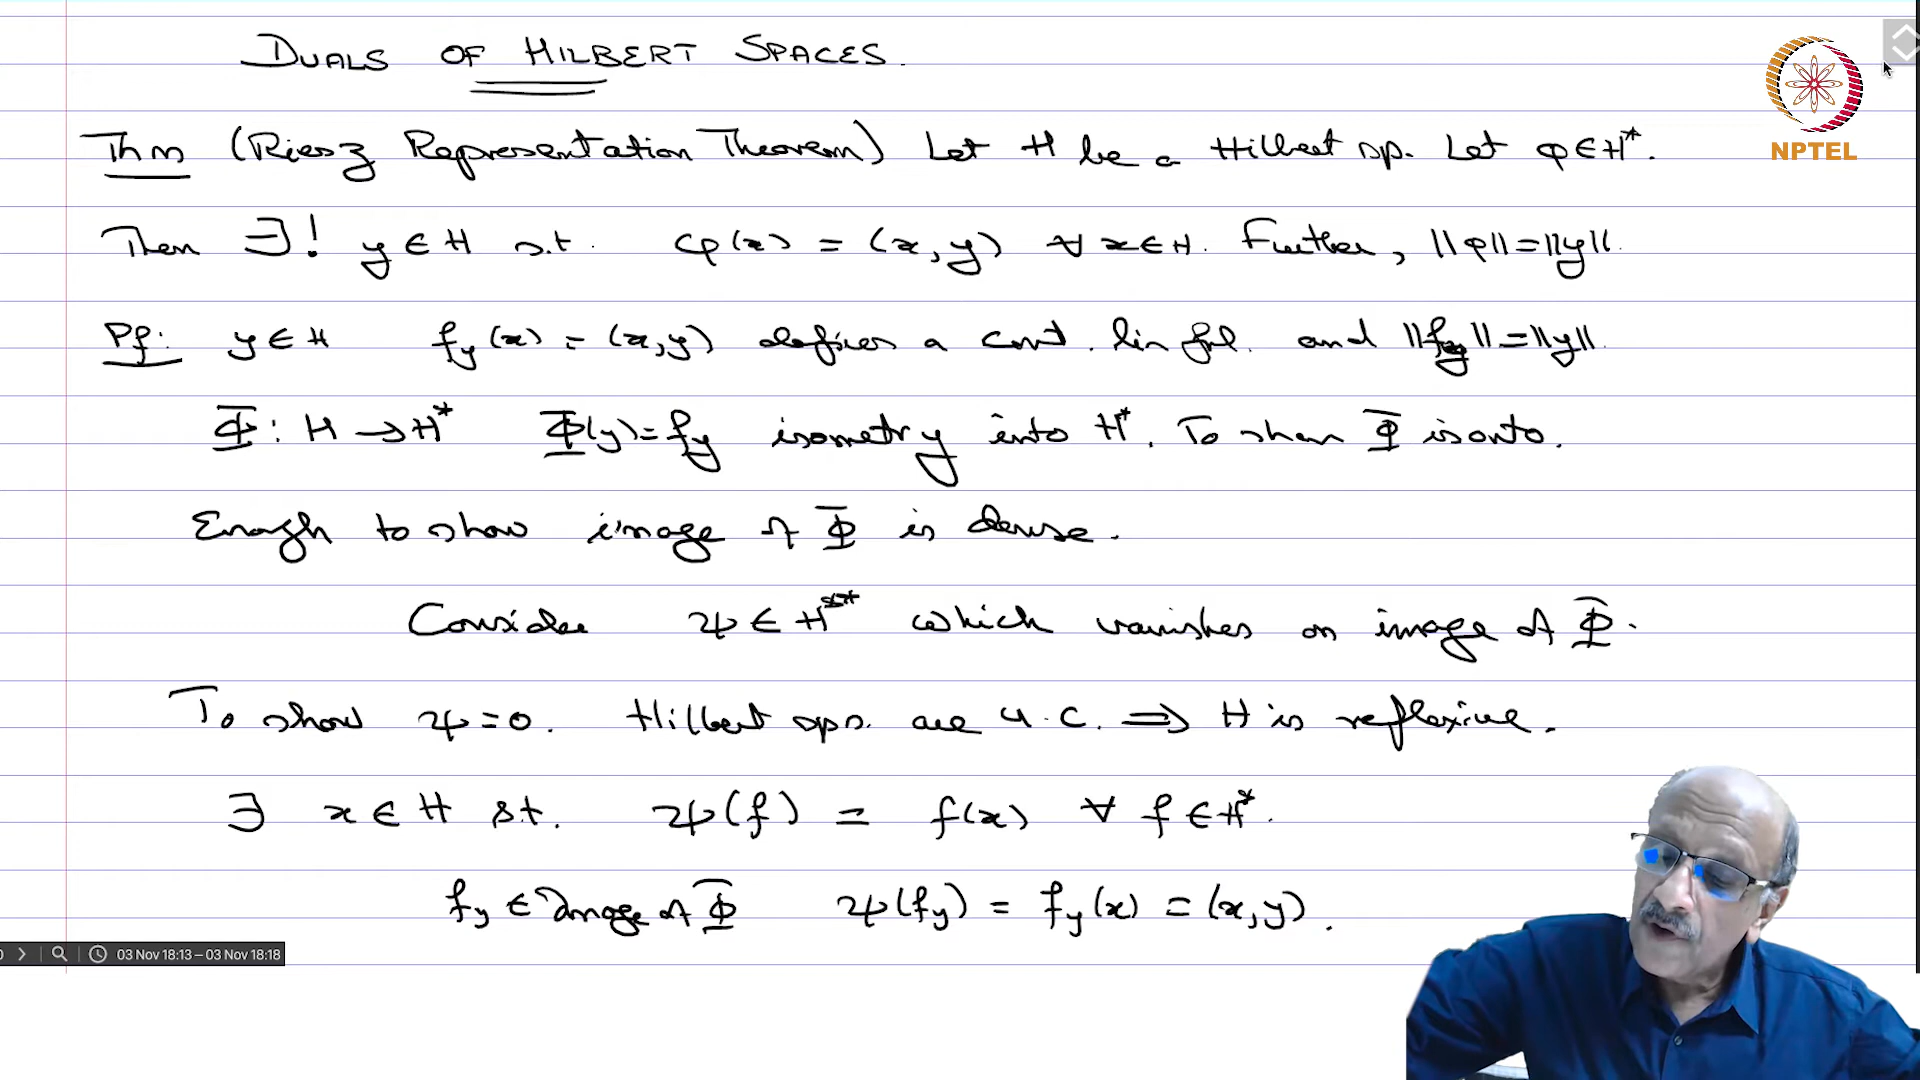 DUALS OF HILBERT SPACES.
Thm (Riesz Representation Theorem) Let H be a Hilbert sp. Let φ ∈ H*.
NPTEL
Then ∃! y ∈ H s.t. φ(x) = (x, y) ∀ x ∈ H. Further, ||φ|| = ||y||.
Pf: y ∈ H f_y(x) = (x, y) defines a cont. lin fnl. and ||f_y|| = ||y||.
Φ: H → H* Φ(y) = f_y isometry into H*. To show Φ is onto.
Enough to show image of Φ is dense.
Consider ψ ∈ H** which vanishes on image of Φ.
To show ψ = 0. Hilbert sps. are u.c. ⇒ H is reflexive.
∃ x ∈ H s.t. ψ(f) = f(x) ∀ f ∈ H*.
f_y ∈ Image of Φ ψ(f_y) = f_y(x) = (x, y).
03 Nov 18:13 – 03 Nov 18:18